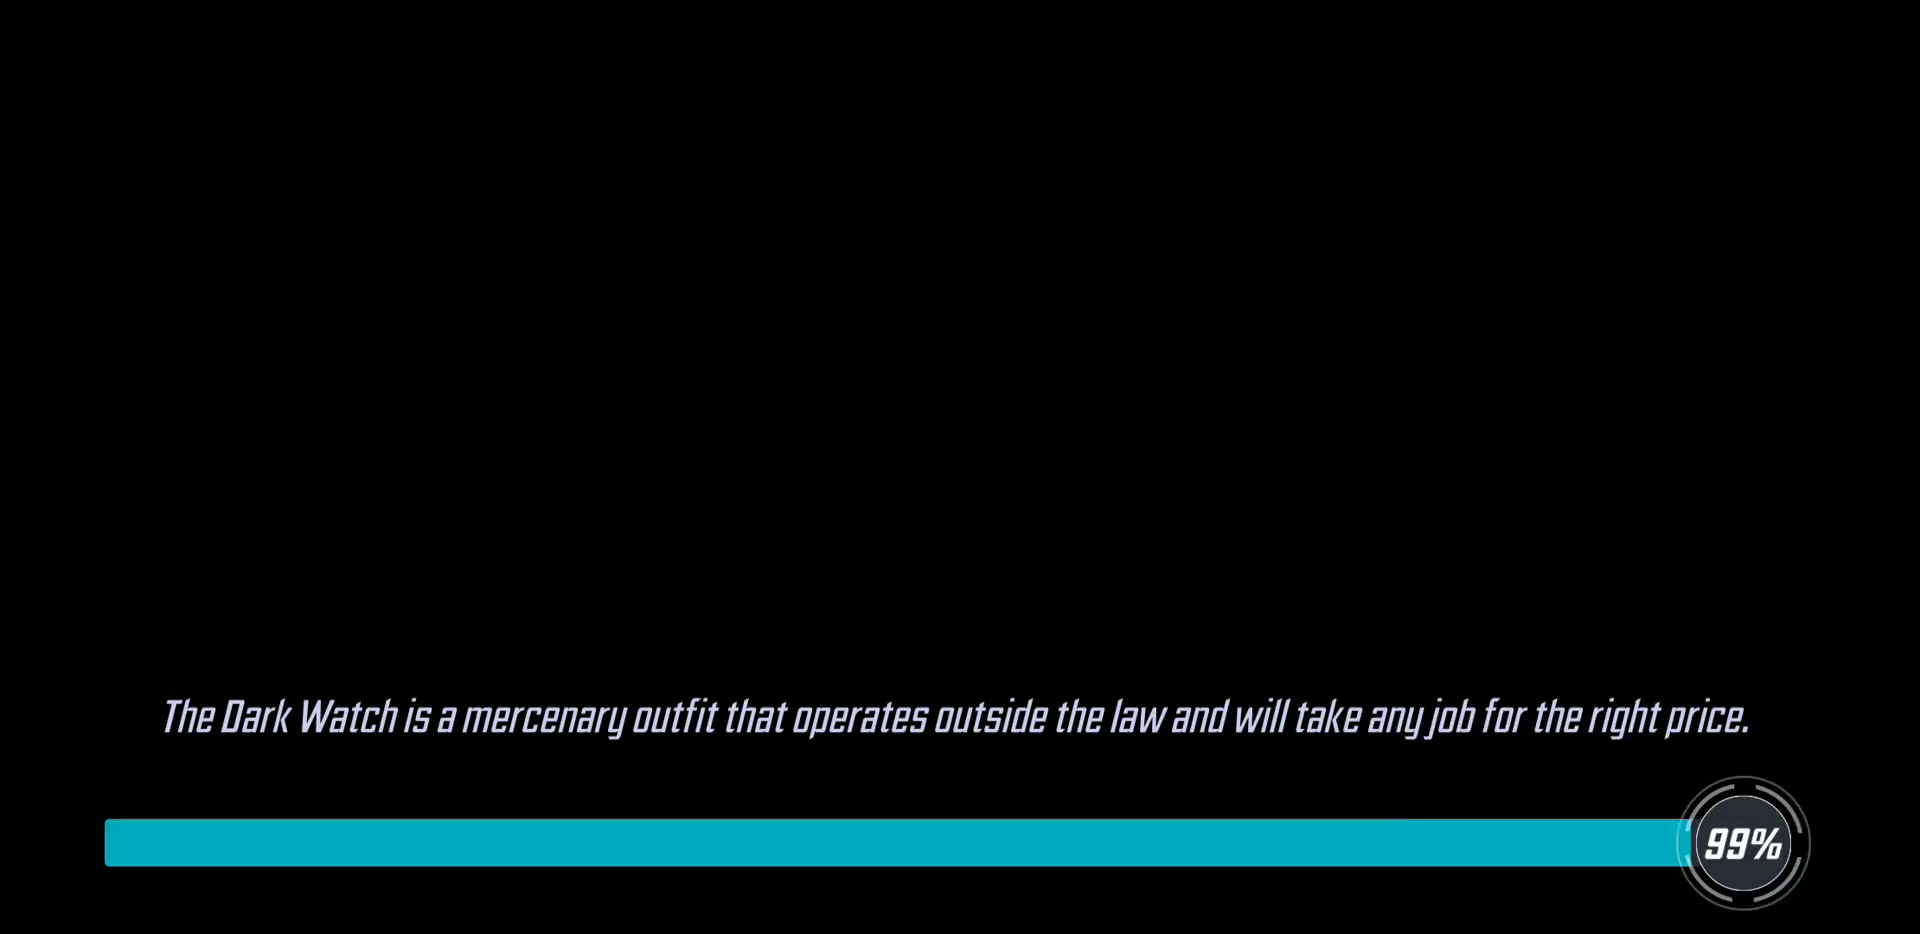 The Dark Watch is a mercenary outfit that operates outside the law and will take any job for the right price.
99%